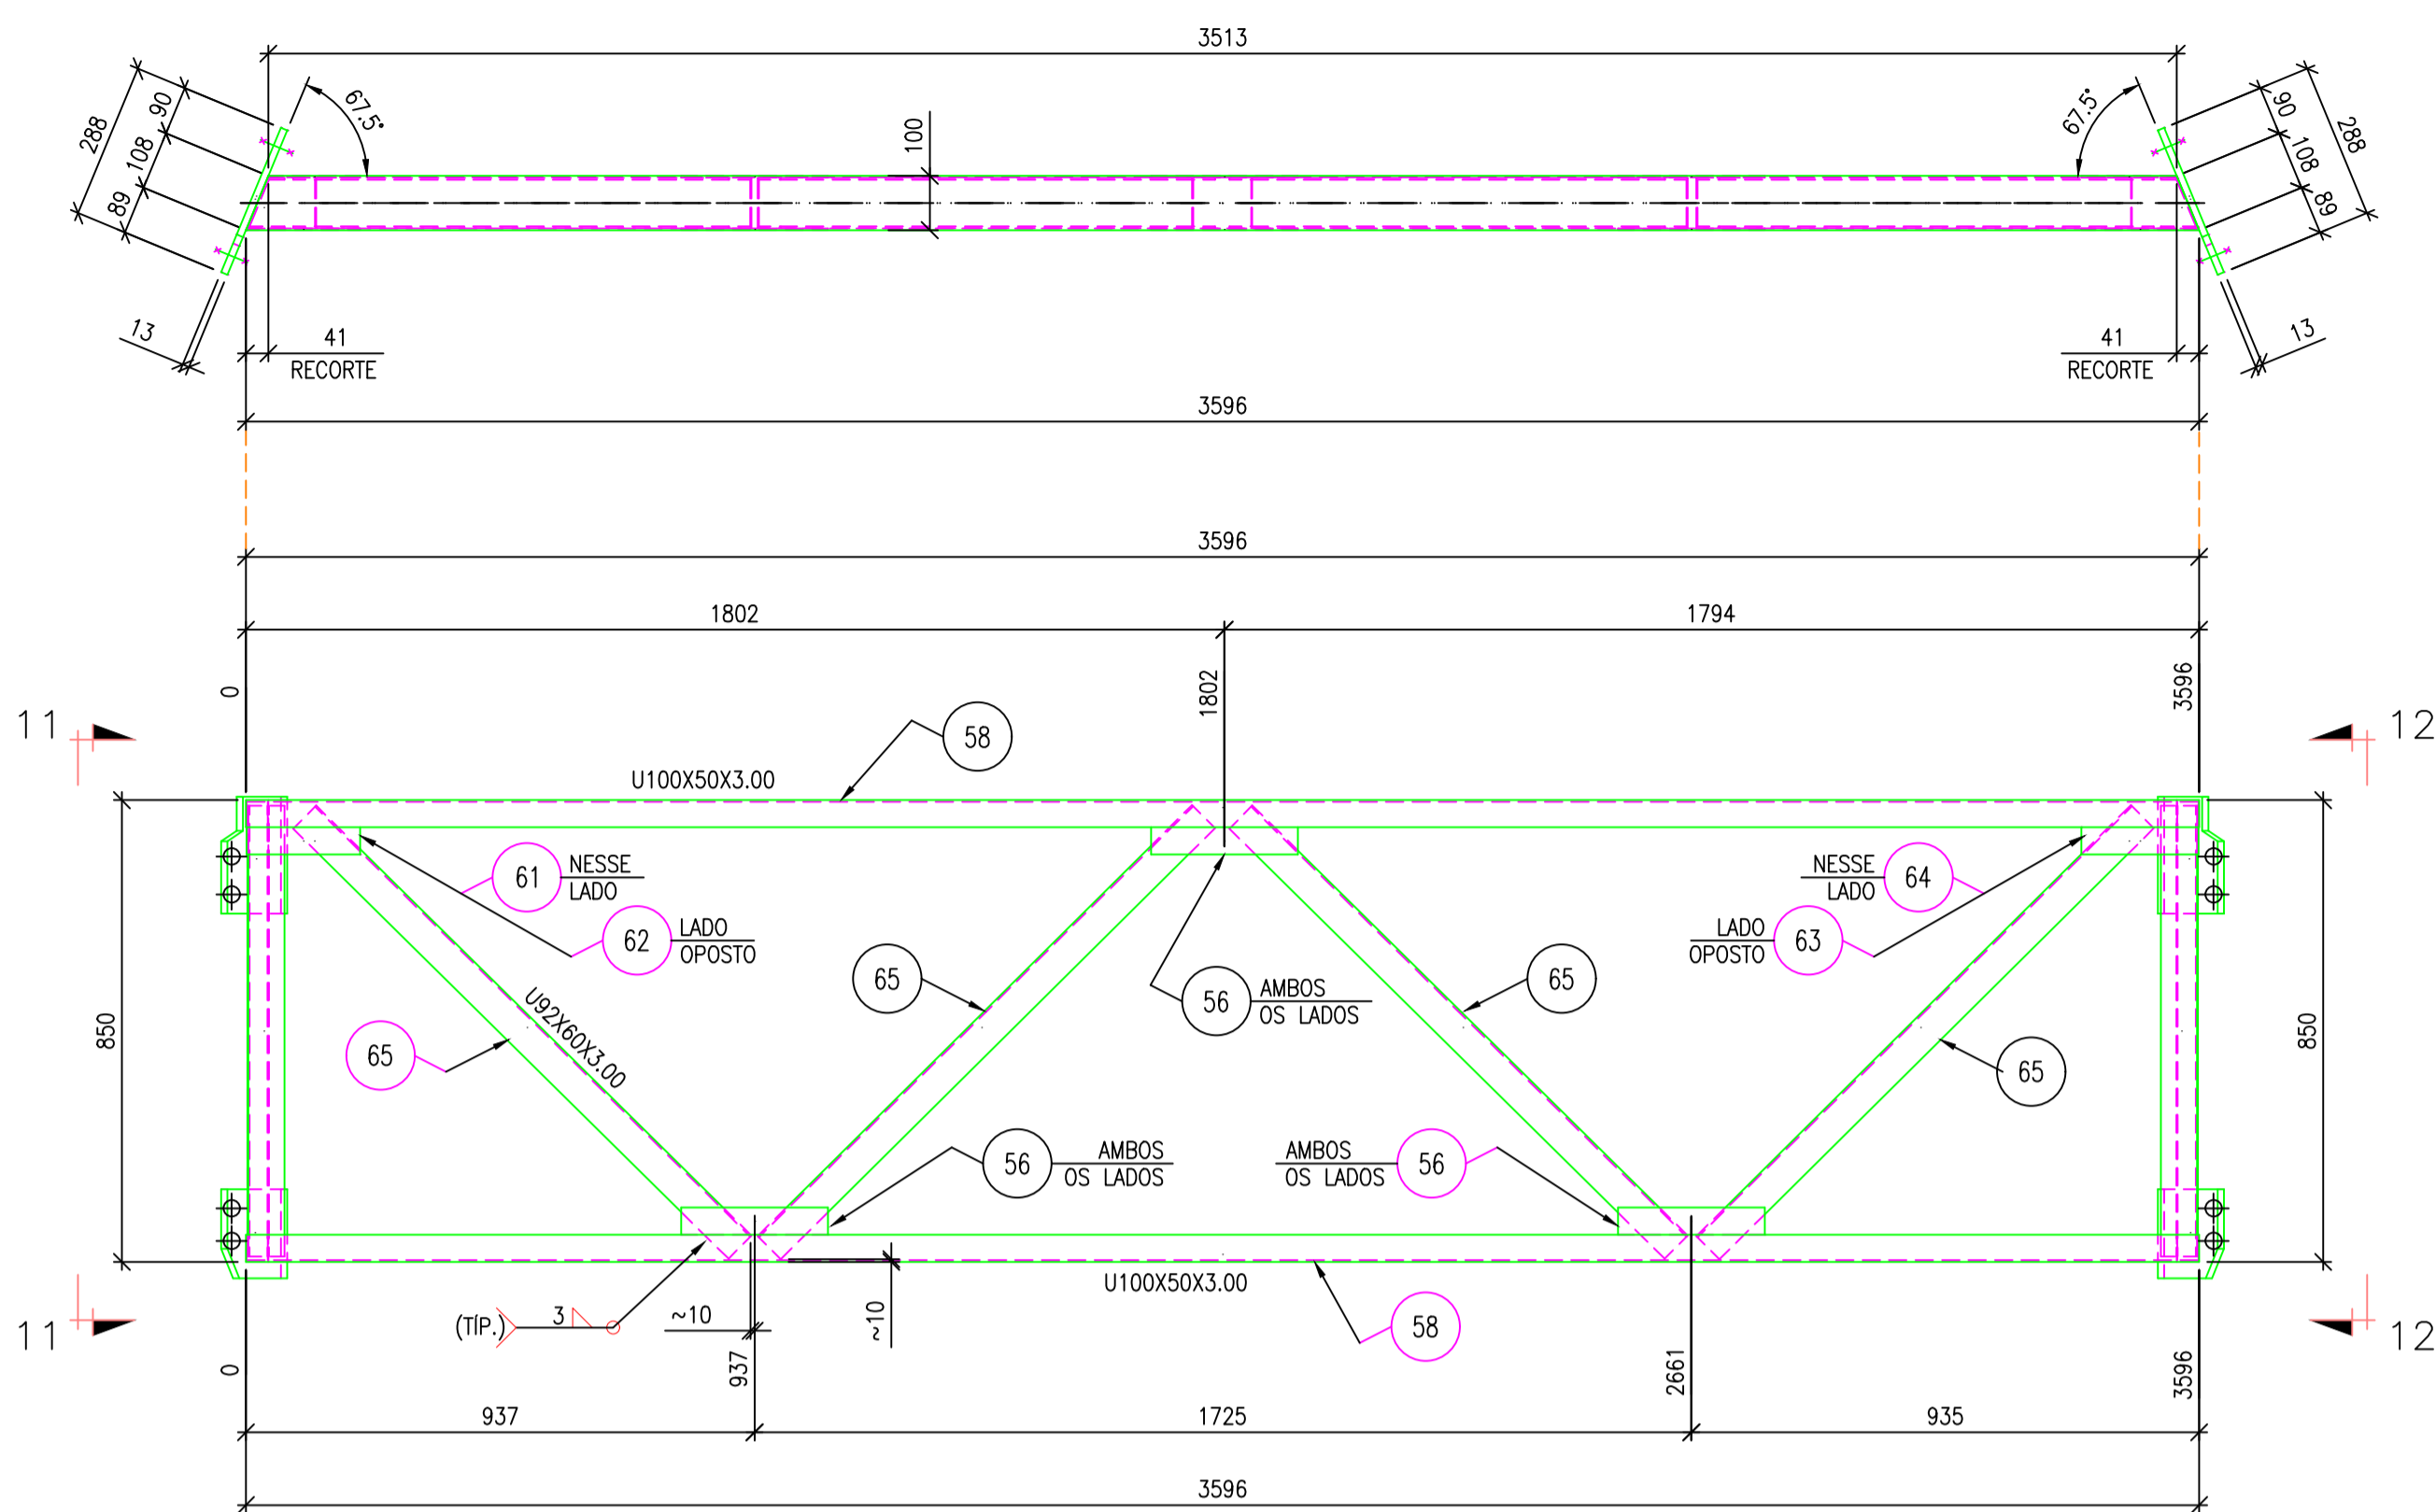 3513
288
90
108
89
67.5°
100
67.5°
90
108
89
288
13
41
RECORTE
41
RECORTE
13
3596
3596
1802
1794
0
1802
3596
11
12
58
U100X50X3.00
61
NESSE
LADO
62
LADO
OPOSTO
NESSE
LADO
64
LADO
OPOSTO
63
65
56
AMBOS
OS LADOS
65
850
65
U92X60X3.00
65
850
56
AMBOS
OS LADOS
AMBOS
OS LADOS
56
U100X50X3.00
58
(TÍP.)
3
~10
~10
11
12
0
937
2661
3596
937
1725
935
3596